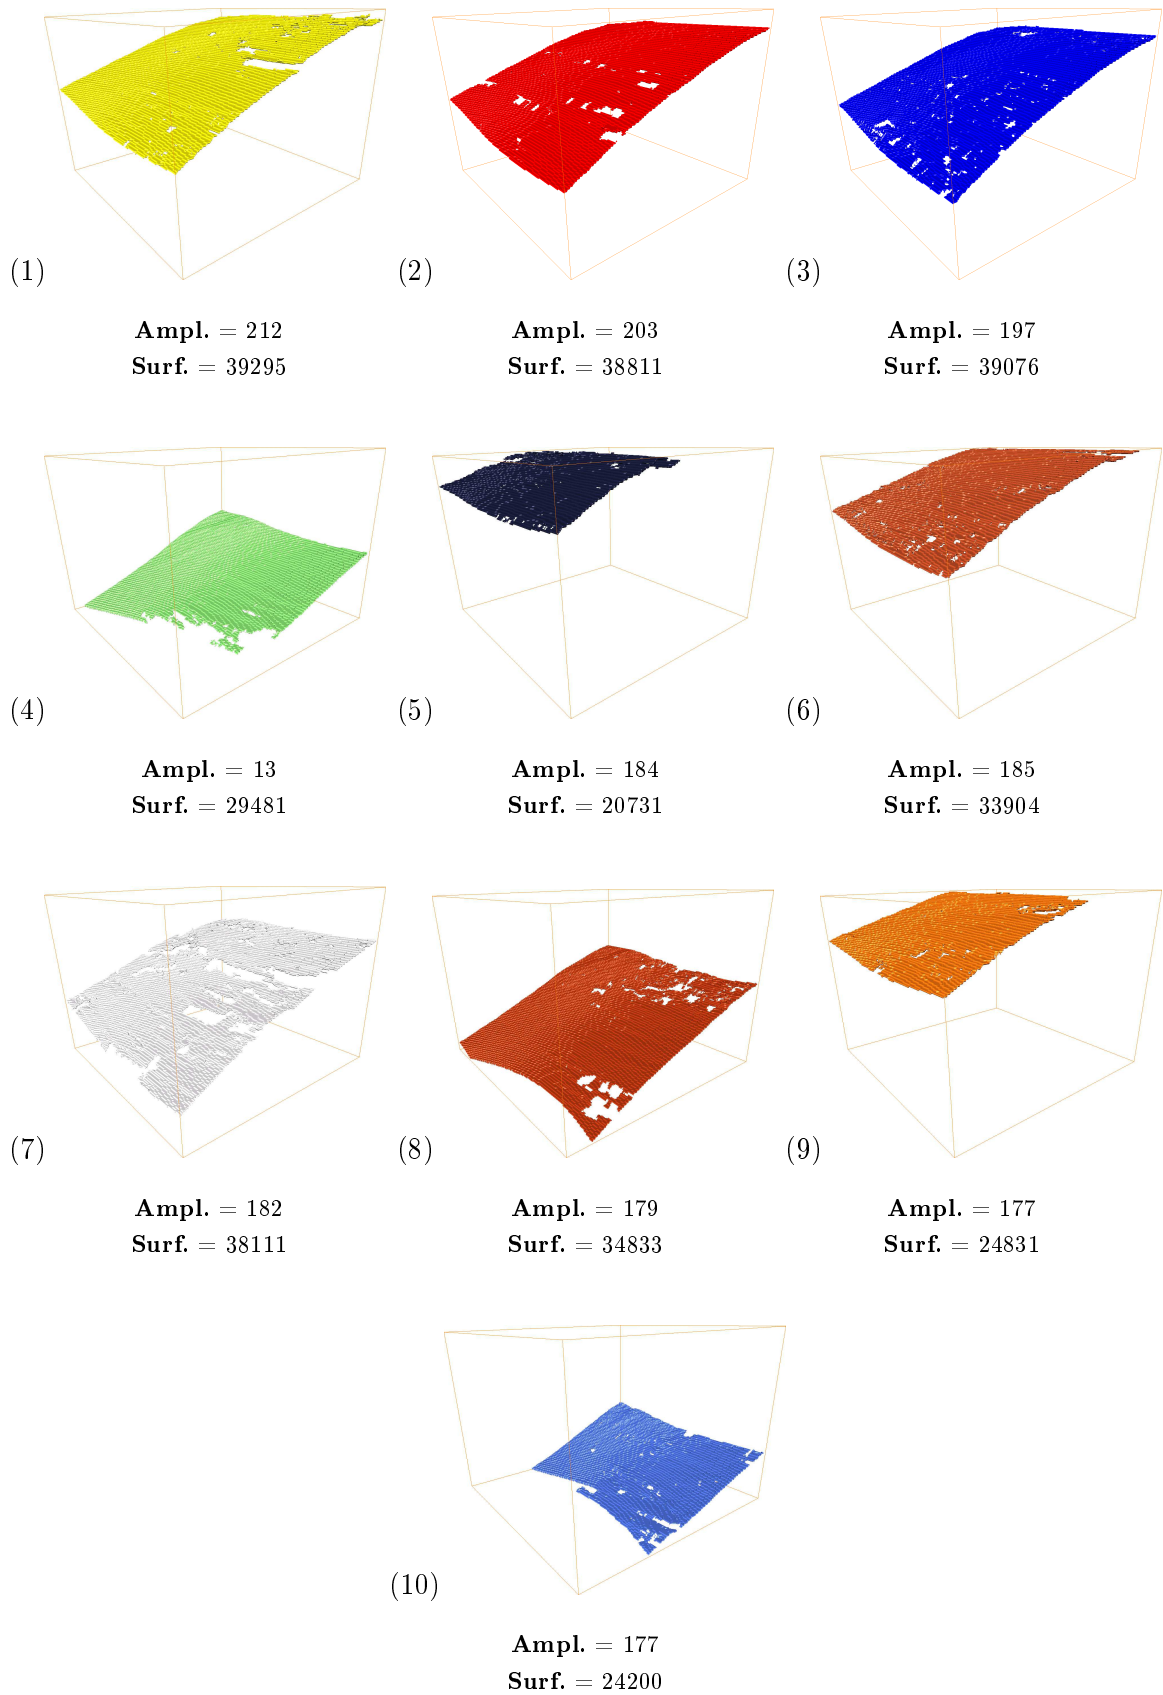 (1) (2) (3)
Ampl. = 212 Ampl. = 203 Ampl. = 197
Surf. = 39295 Surf. = 38811 Surf. = 39076
(4) (5) (6)
Ampl. = 13 Ampl. = 184 Ampl. = 185
Surf. = 29481 Surf. = 20731 Surf. = 33904
(7) (8) (9)
Ampl. = 182 Ampl. = 179 Ampl. = 177
Surf. = 38111 Surf. = 34833 Surf. = 24831
(10)
Ampl. = 177
Surf. = 24200